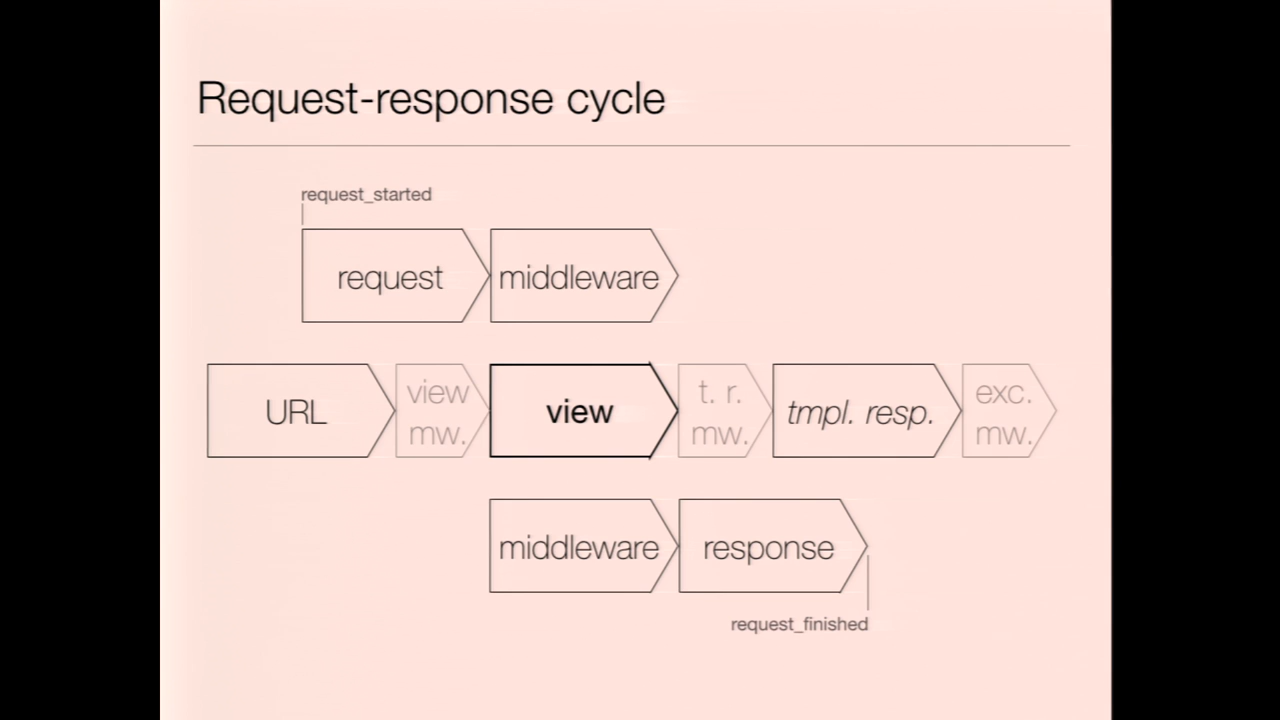 Request-response cycle
request_started
request
middleware
URL
view
mw.
view
t. r.
mw.
tmpl. resp.
exc.
mw.
middleware
response
request_finished